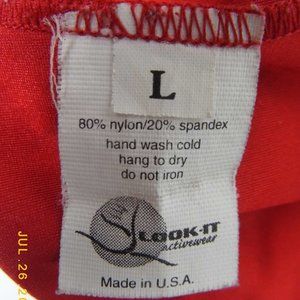 L
80% nylon/20% spandex
hand wash cold
hang to dry
do not iron
LOOK-IT
activewear
Made in U.S.A.
JUL. 26